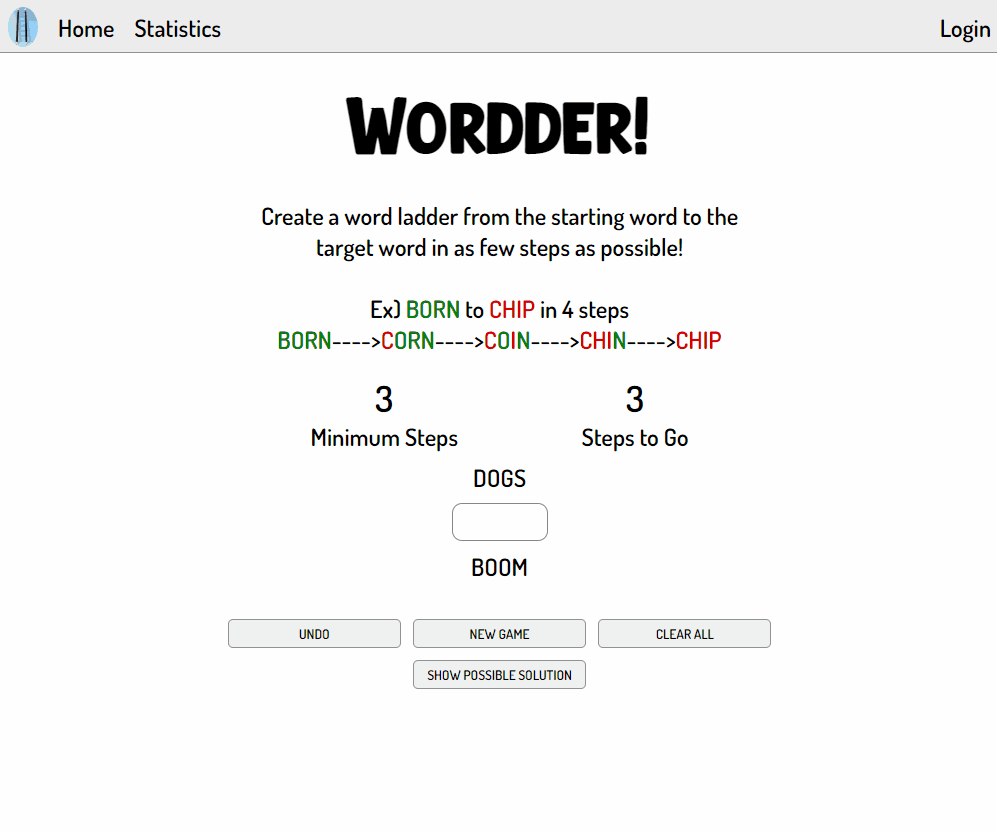 Home Statistics Login
WORDDER!
Create a word ladder from the starting word to the
target word in as few steps as possible!
Ex) BORN to CHIP in 4 steps
BORN---->CORN---->COIN---->CHIN---->CHIP
3 3
Minimum Steps Steps to Go
DOGS
BOOM
UNDO NEW GAME CLEAR ALL
SHOW POSSIBLE SOLUTION